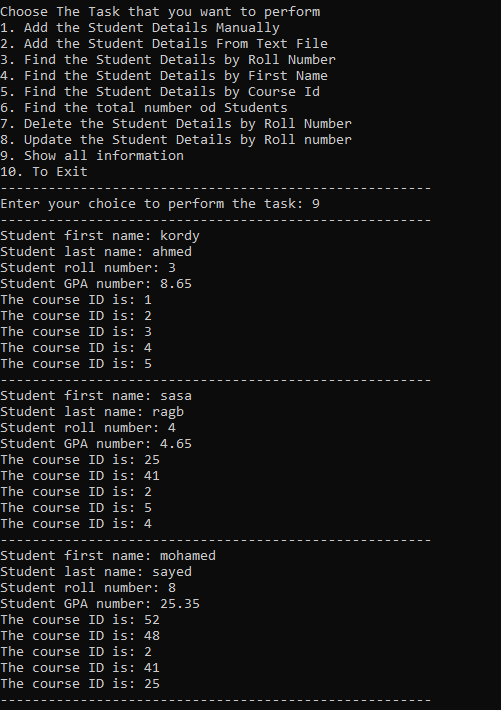 Choose The Task that you want to perform
1. Add the Student Details Manually
2. Add the Student Details From Text File
3. Find the Student Details by Roll Number
4. Find the Student Details by First Name
5. Find the Student Details by Course Id
6. Find the total number od Students
7. Delete the Student Details by Roll Number
8. Update the Student Details by Roll number
9. Show all information
10. To Exit
------------------------------------------------------
Enter your choice to perform the task: 9
------------------------------------------------------
Student first name: kordy
Student last name: ahmed
Student roll number: 3
Student GPA number: 8.65
The course ID is: 1
The course ID is: 2
The course ID is: 3
The course ID is: 4
The course ID is: 5
------------------------------------------------------
Student first name: sasa
Student last name: ragb
Student roll number: 4
Student GPA number: 4.65
The course ID is: 25
The course ID is: 41
The course ID is: 2
The course ID is: 5
The course ID is: 4
------------------------------------------------------
Student first name: mohamed
Student last name: sayed
Student roll number: 8
Student GPA number: 25.35
The course ID is: 52
The course ID is: 48
The course ID is: 2
The course ID is: 41
The course ID is: 25
------------------------------------------------------